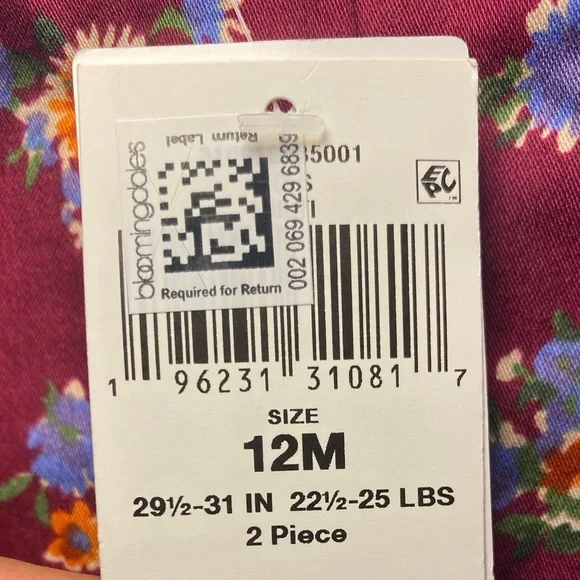 Return Label
bloomingdales
002 069 429 6839
Required for Return
35001
EPC
1 96231 31081 7
SIZE
12M
29½-31 IN 22½-25 LBS
2 Piece